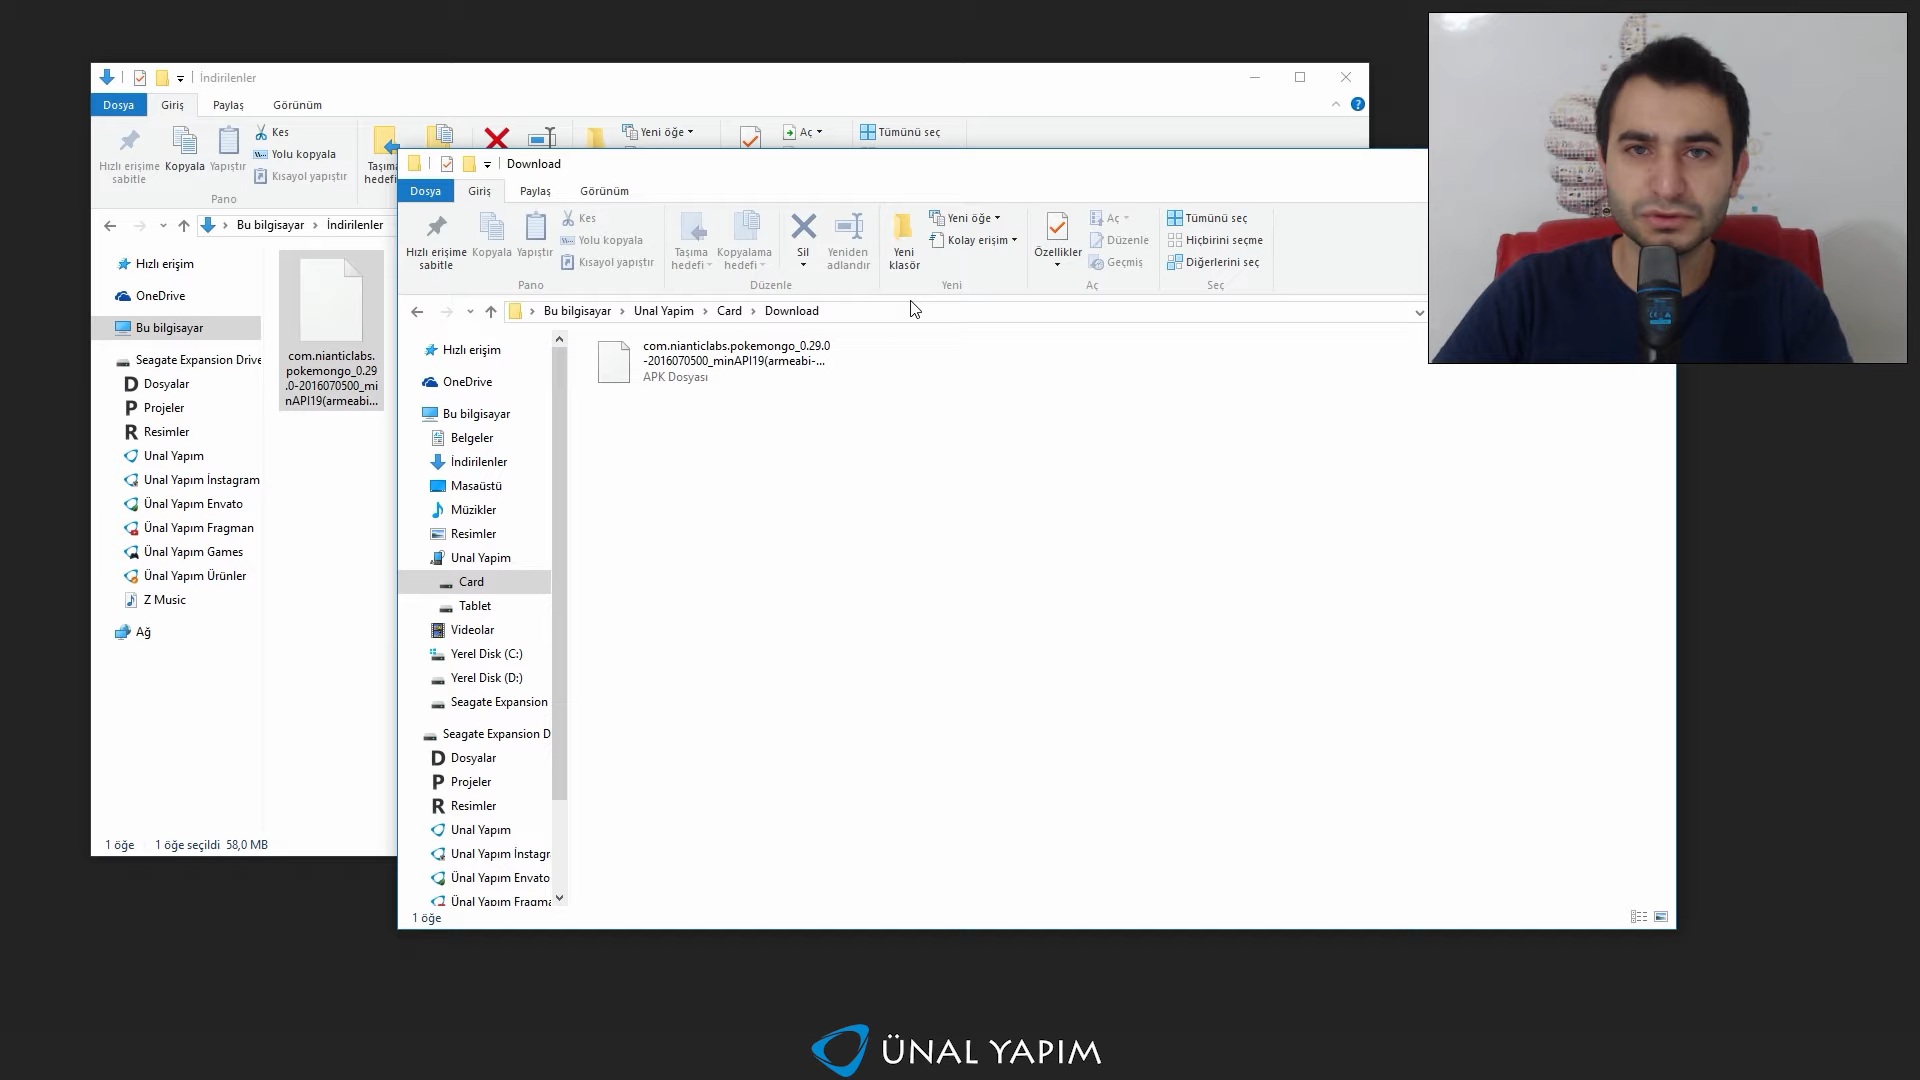 İndirilenler
Dosya
Giriş
Paylaş
Görünüm
Hızlı erişime
sabitle
Kopyala
Yapıştır
Kes
Yolu kopyala
Kısayol yapıştır
Pano
Taşıma
hedefi
Yeni öğe
Aç
Tümünü seç
Bu bilgisayar
İndirilenler
Hızlı erişim
OneDrive
Bu bilgisayar
Seagate Expansion Drive
D Dosyalar
P Projeler
R Resimler
Unal Yapım
Unal Yapım İnstagram
Ünal Yapım Envato
Ünal Yapım Fragman
Ünal Yapım Games
Ünal Yapım Ürünler
Z Music
Ağ
com.nianticlabs.
pokemongo_0.29
.0-2016070500_mi
nAPI19(armeabi...
1 öğe 1 öğe seçildi 58,0 MB
Download
Dosya
Giriş
Paylaş
Görünüm
Hızlı erişime
sabitle
Kopyala
Yapıştır
Kes
Yolu kopyala
Kısayol yapıştır
Pano
Taşıma
hedefi
Kopyalama
hedefi
Sil
Yeniden
adlandır
Düzenle
Yeni
klasör
Yeni öğe
Kolay erişim
Yeni
Özellikler
Aç
Düzenle
Geçmiş
Aç
Tümünü seç
Hiçbirini seçme
Diğerlerini seç
Seç
Bu bilgisayar
Unal Yapim
Card
Download
Hızlı erişim
OneDrive
Bu bilgisayar
Belgeler
İndirilenler
Masaüstü
Müzikler
Resimler
Unal Yapim
Card
Tablet
Videolar
Yerel Disk (C:)
Yerel Disk (D:)
Seagate Expansion
Seagate Expansion D
D Dosyalar
P Projeler
R Resimler
Unal Yapım
Unal Yapım İnstagr
Ünal Yapım Envato
Ünal Yapım Fragma
com.nianticlabs.pokemongo_0.29.0
-2016070500_minAPI19(armeabi-...
APK Dosyası
1 öğe
ÜNAL YAPIM